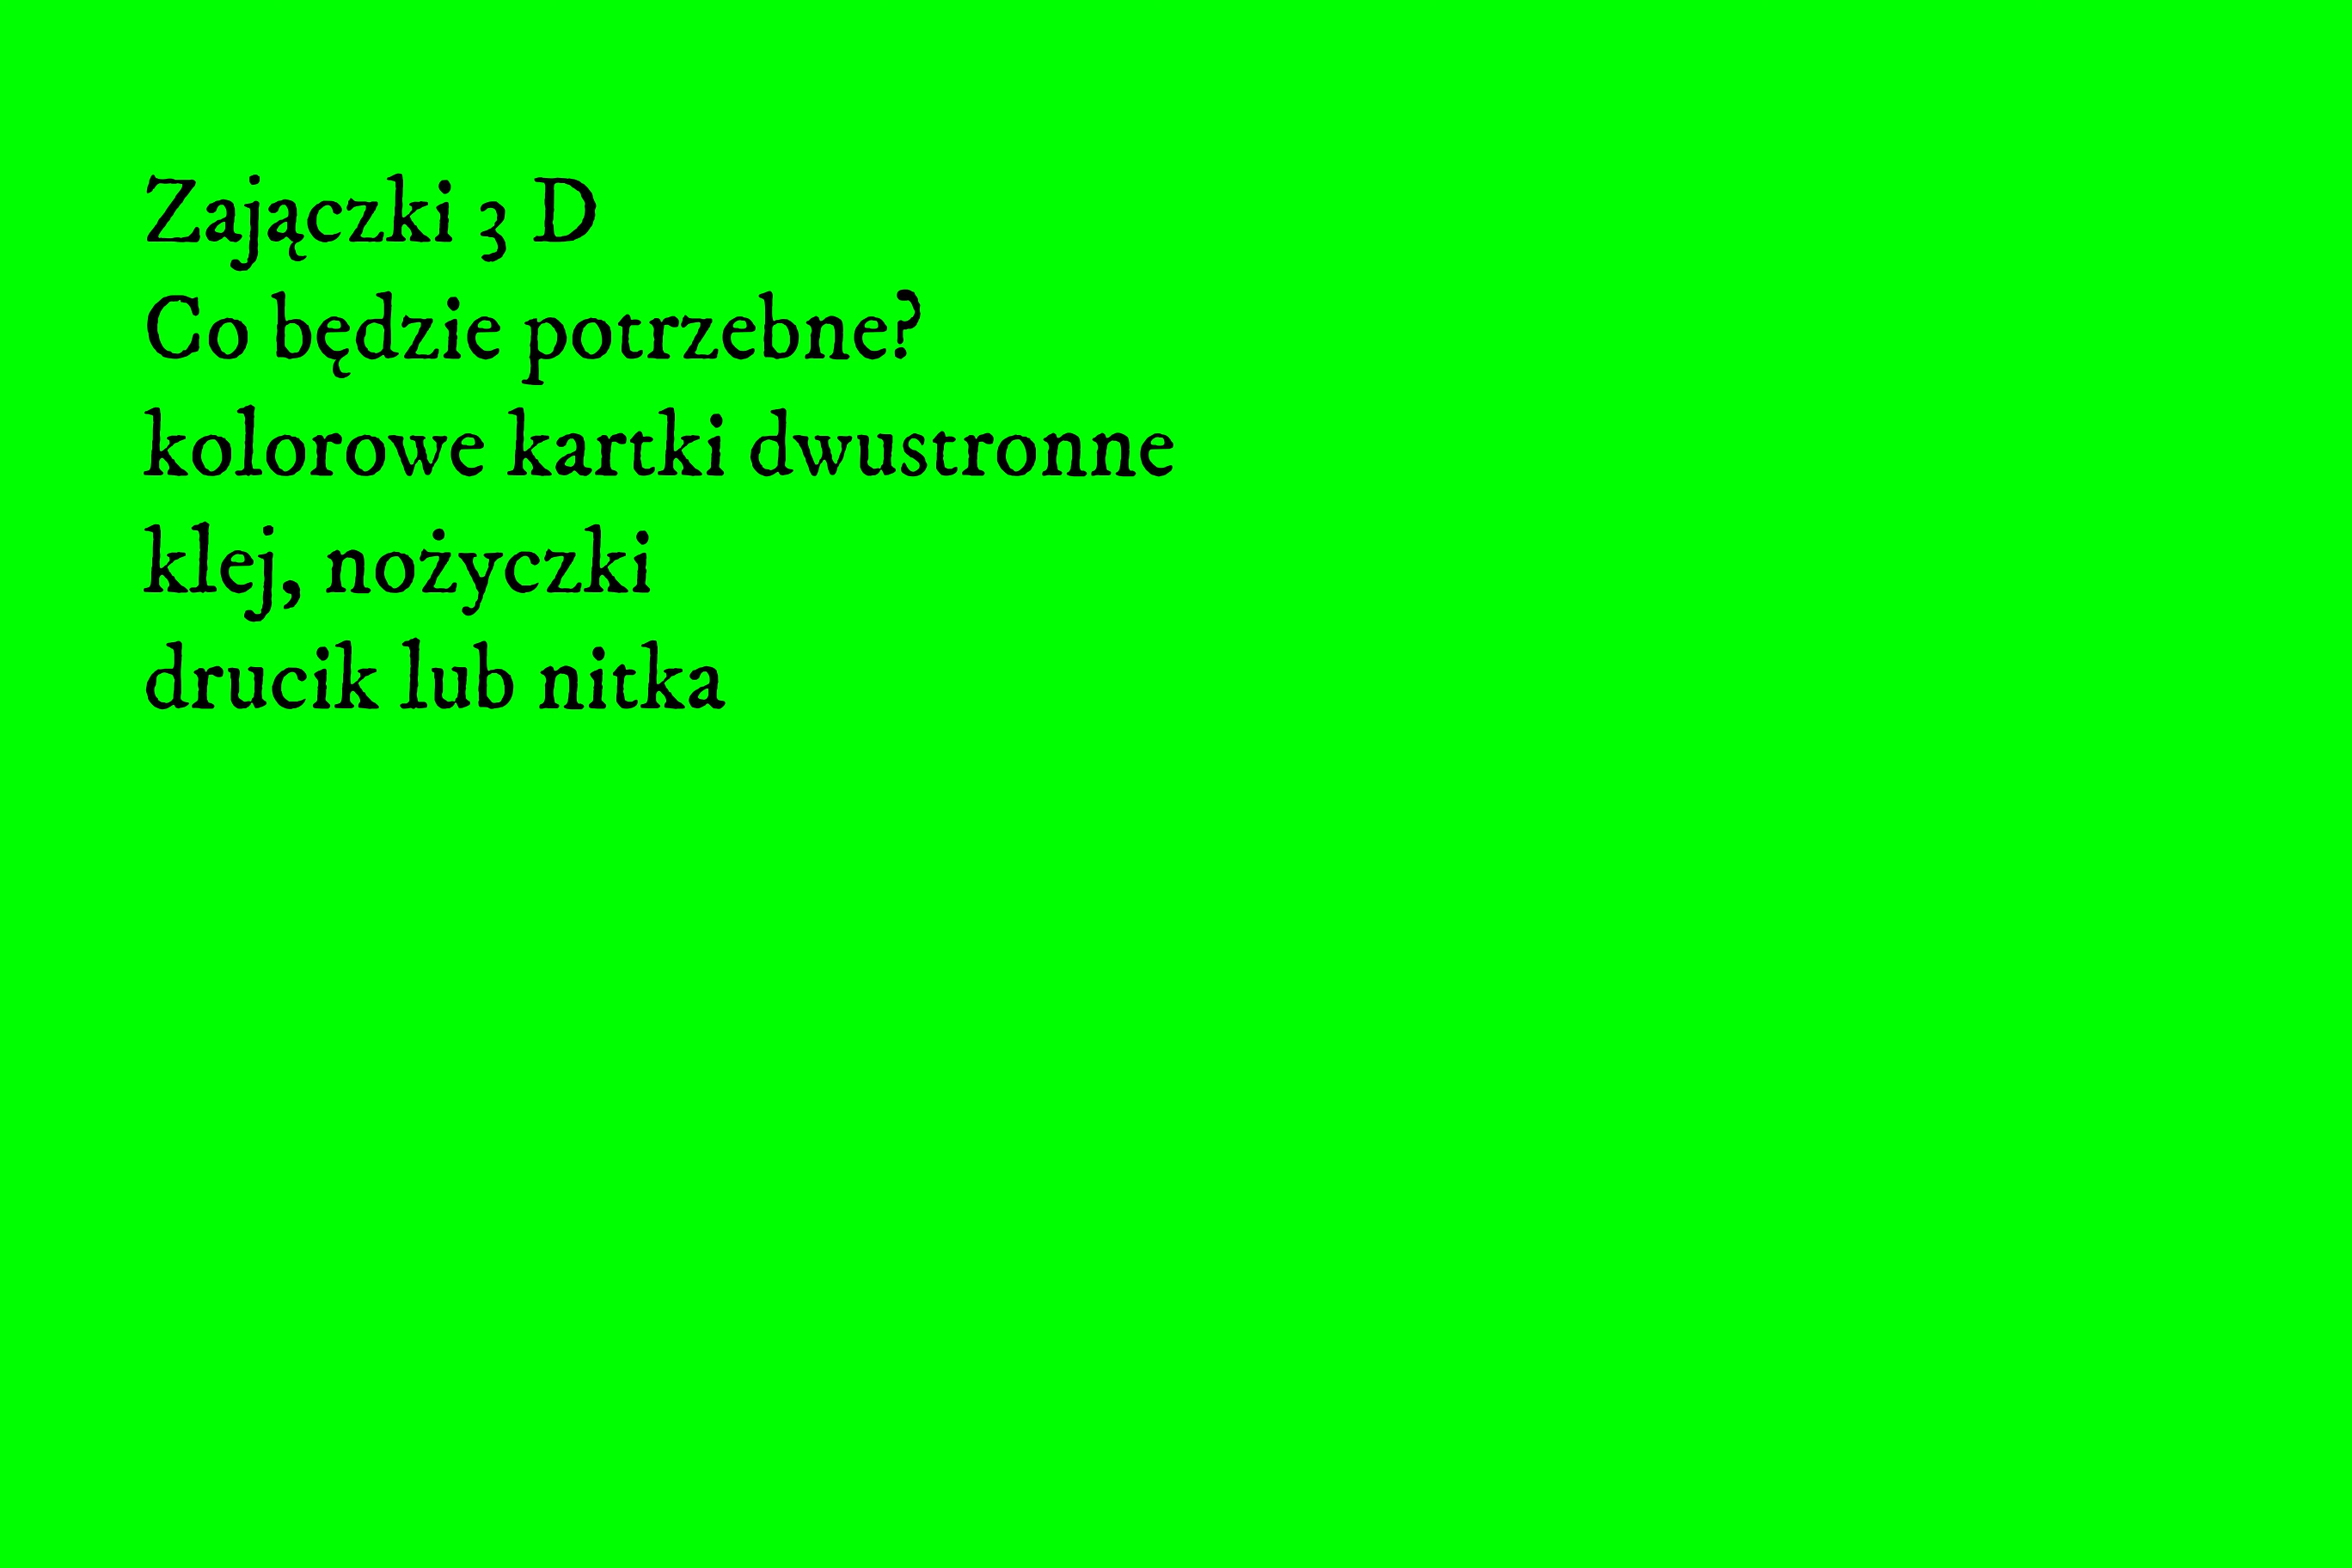 Zajączki 3 D
Co będzie potrzebne?
kolorowe kartki dwustronne
klej, nożyczki
drucik lub nitka